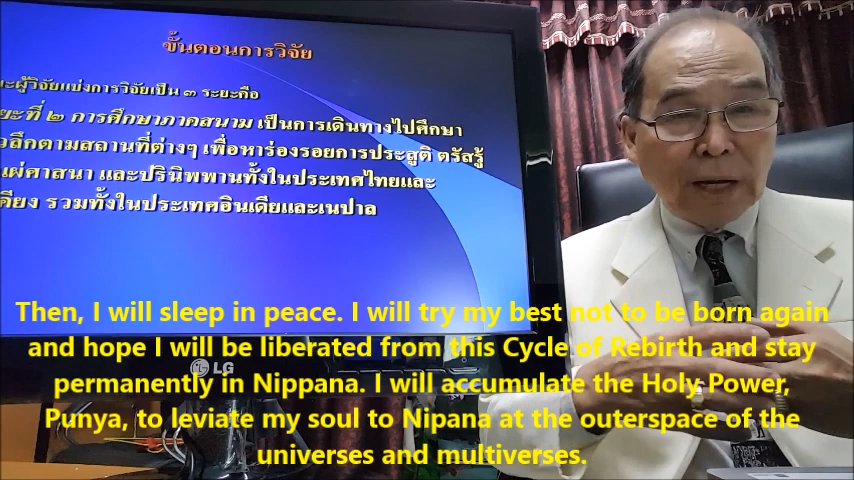 ขั้นตอนการวิจัย
ผู้วิจัยแบ่งการวิจัยเป็น ๓ ระยะคือ
ที่ ๒ การศึกษาภาคสนาม เป็นการเดินทางไปศึกษา
ตามสถานที่ต่างๆ เพื่อหาร่องรอยการประสูติ ตรัสรู้
เผ่ศาสนา และปรินิพพานทั้งในประเทศไทยและ
เคียง รวมทั้งในประเทศอินเดียและเนปาล
Then, I will sleep in peace. I will try my best not to be born again
and hope I will be liberated from this Cycle of Rebirth and stay
permanently in Nippana. I will accumulate the Holy Power,
Punya, to leviate my soul to Nipana at the outerspace of the
universes and multiverses.
LG